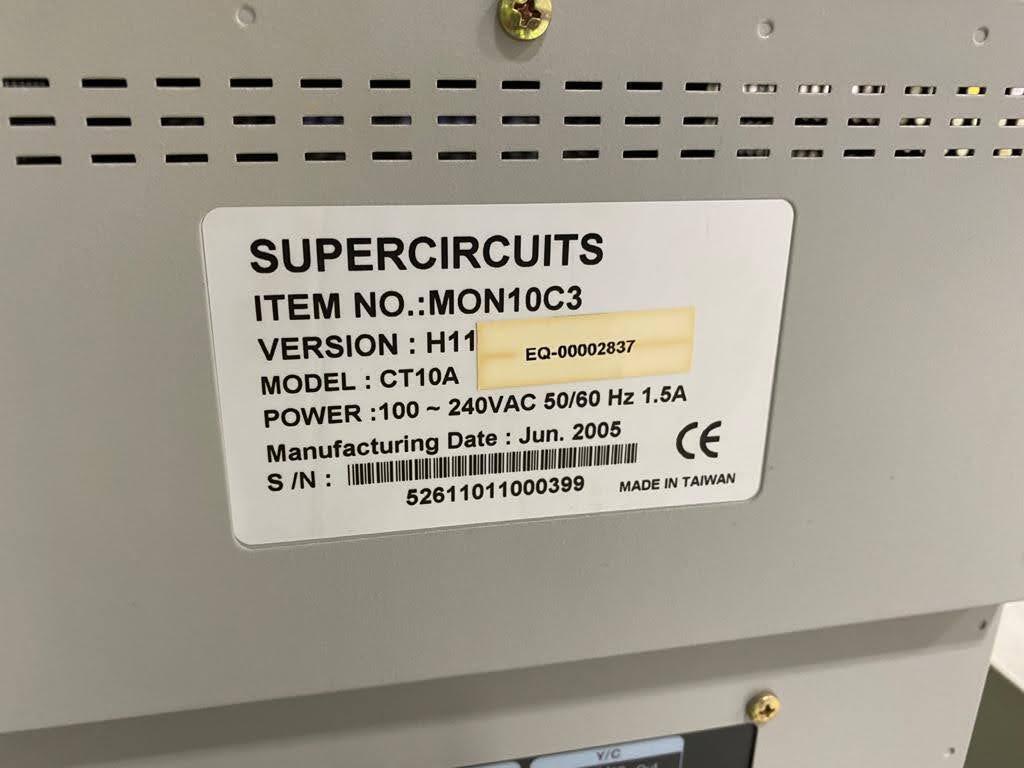 SUPERCIRCUITS
ITEM NO.:MON10C3
VERSION : H11
EQ-00002837
MODEL : CT10A
POWER :100 ~ 240VAC 50/60 Hz 1.5A
Manufacturing Date : Jun. 2005
CE
S /N :
52611011000399
MADE IN TAIWAN
Y/C